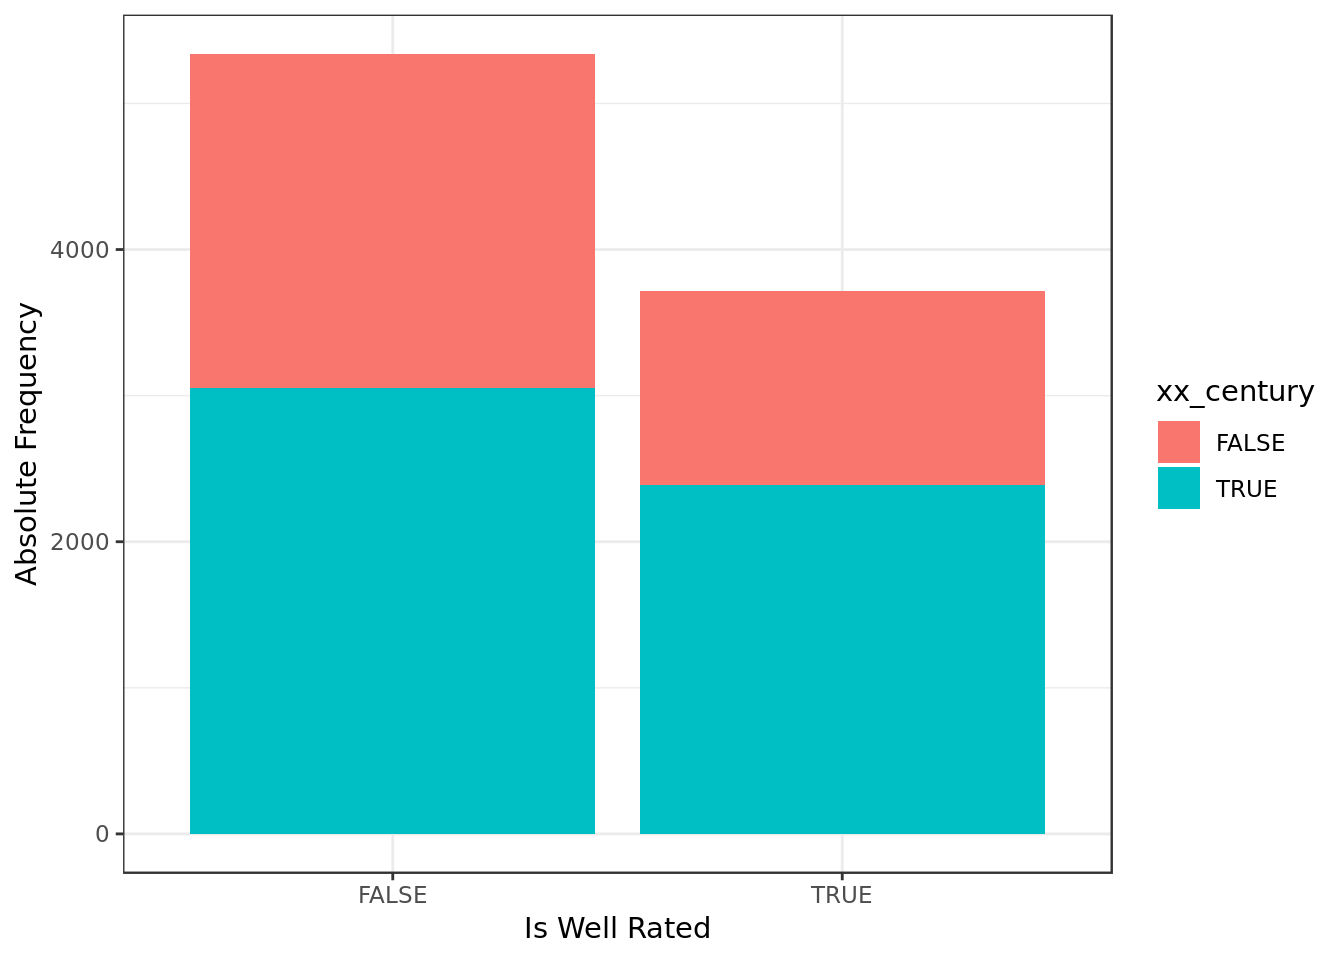 Absolute Frequency
4000
2000
0
FALSE
TRUE
Is Well Rated
xx_century
FALSE
TRUE